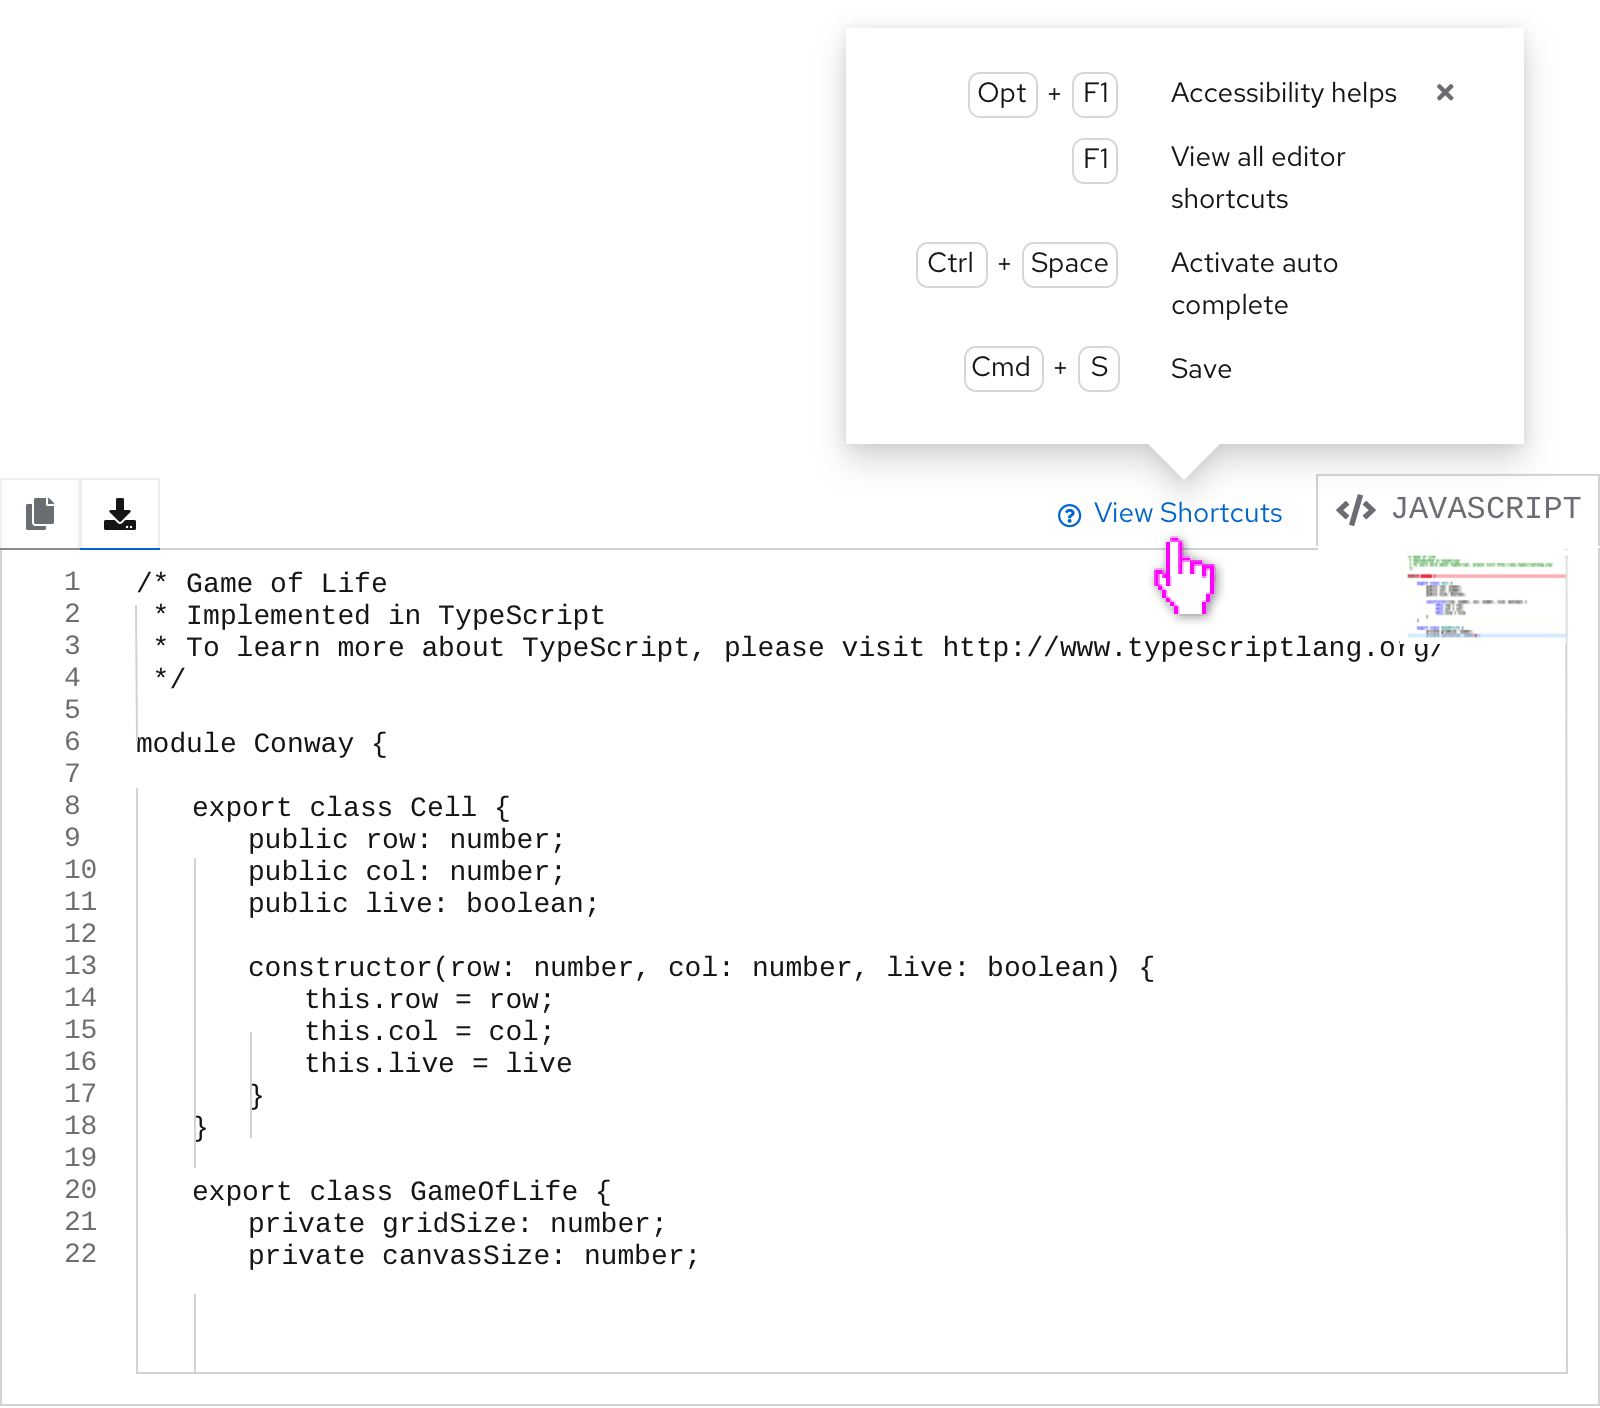 Opt + F1 Accessibility helps
F1 View all editor
shortcuts
Ctrl + Space Activate auto
complete
Cmd + S Save
View Shortcuts
JAVASCRIPT
1 /* Game of Life
2 * Implemented in TypeScript
3 * To learn more about TypeScript, please visit http://www.typescriptlang.org/
4 */
5
6 module Conway {
7
8 export class Cell {
9 public row: number;
10 public col: number;
11 public live: boolean;
12
13 constructor(row: number, col: number, live: boolean) {
14 this.row = row;
15 this.col = col;
16 this.live = live
17 }
18 }
19
20 export class GameOfLife {
21 private gridSize: number;
22 private canvasSize: number;